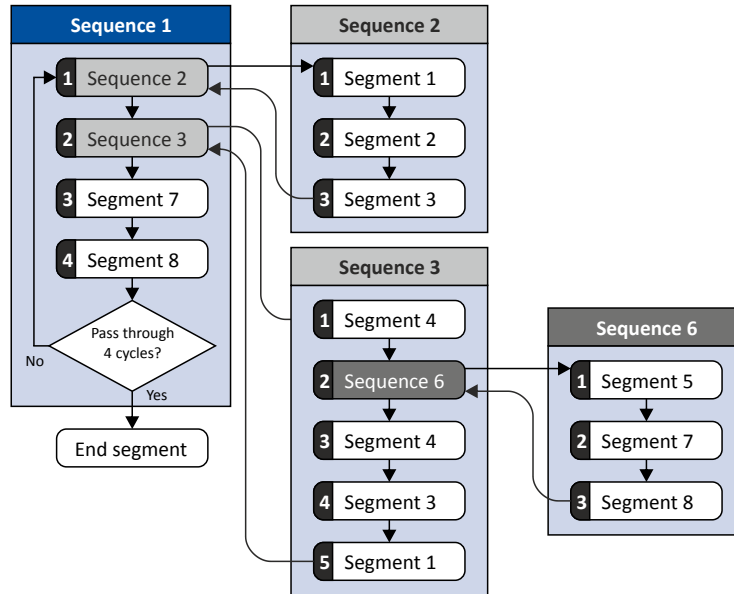 Sequence 1
1 Sequence 2
2 Sequence 3
3 Segment 7
4 Segment 8
Pass through
4 cycles?
No
Yes
End segment
Sequence 2
1 Segment 1
2 Segment 2
3 Segment 3
Sequence 3
1 Segment 4
2 Sequence 6
3 Segment 4
4 Segment 3
5 Segment 1
Sequence 6
1 Segment 5
2 Segment 7
3 Segment 8